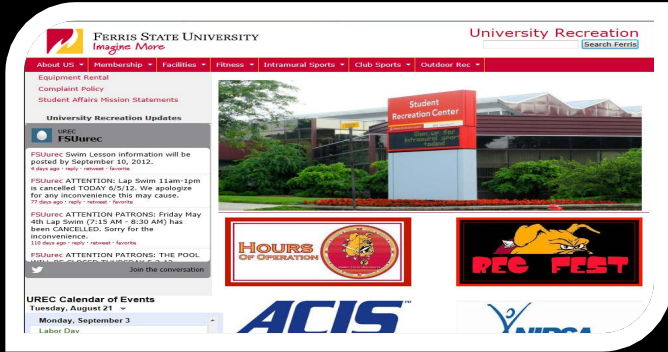 FERRIS STATE UNIVERSITY
Imagine More
University Recreation
Search Ferris
About US
Membership
Facilities
Fitness
Intramural Sports
Club Sports
Outdoor Rec
Equipment Rental
Complaint Policy
Student Affairs Mission Statements
University Recreation Updates
UREC
FSUurec
FSUurec Swim Lesson information will be
posted by September 10, 2012.
4 days ago · reply · retweet · favorite
FSUurec ATTENTION: Lap Swim 11am-1pm
is cancelled TODAY 6/5/12. We apologize
for any inconvenience this may cause.
77 days ago · reply · retweet · favorite
FSUurec ATTENTION PATRONS: Friday May
4th Lap Swim (7:15 AM - 8:30 AM) has
been CANCELLED. Sorry for the
inconvenience.
110 days ago · reply · retweet · favorite
FSUurec ATTENTION PATRONS: THE POOL
Join the conversation
UREC Calendar of Events
Tuesday, August 21
Monday, September 3
Labor Day
Student
Recreation Center
Sign up for
Intramural
today!
HOURS
OF OPERATION
REC FEST
ACIS
NIRSA